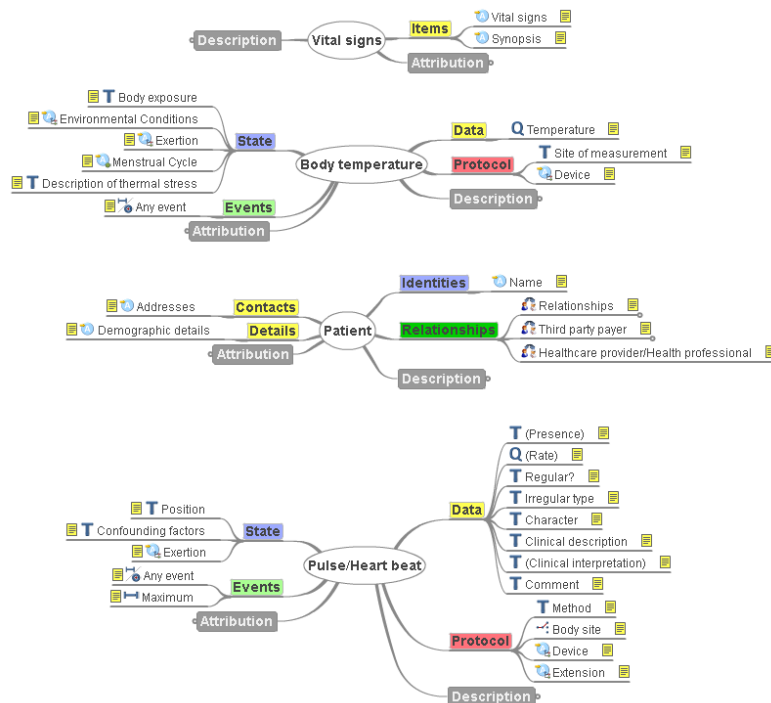 Vital signs
Description
Items
Vital signs
Synopsis
Attribution
Body temperature
State
T Body exposure
Environmental Conditions
Exertion
Menstrual Cycle
T Description of thermal stress
Events
Any event
Attribution
Data
Q Temperature
Protocol
T Site of measurement
Device
Description
Patient
Contacts
Addresses
Details
Demographic details
Attribution
Identities
Name
Relationships
Relationships
Third party payer
Healthcare provider/Health professional
Description
Pulse/Heart beat
State
T Position
T Confounding factors
Exertion
Events
Any event
Maximum
Attribution
Data
T (Presence)
Q (Rate)
T Regular?
T Irregular type
T Character
T Clinical description
T (Clinical interpretation)
T Comment
Protocol
T Method
Body site
Device
Extension
Description